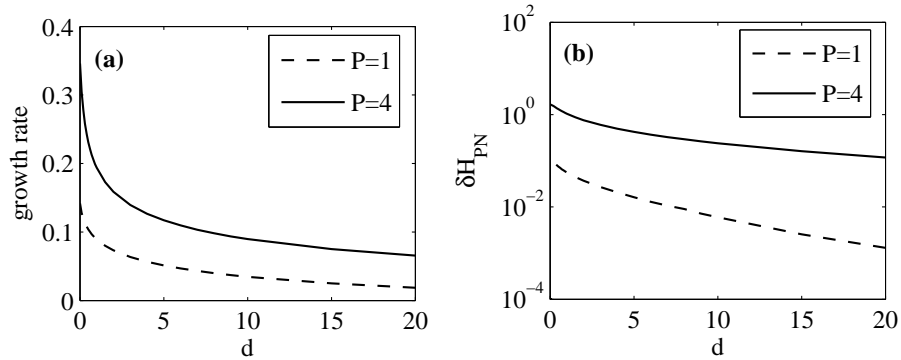 0.4
0.3
0.2
0.1
0
growth rate
(a)
P=1
P=4
0 5 10 15 20
d
10^2
10^0
10^-2
10^-4
δH_PN
(b)
P=1
P=4
0 5 10 15 20
d